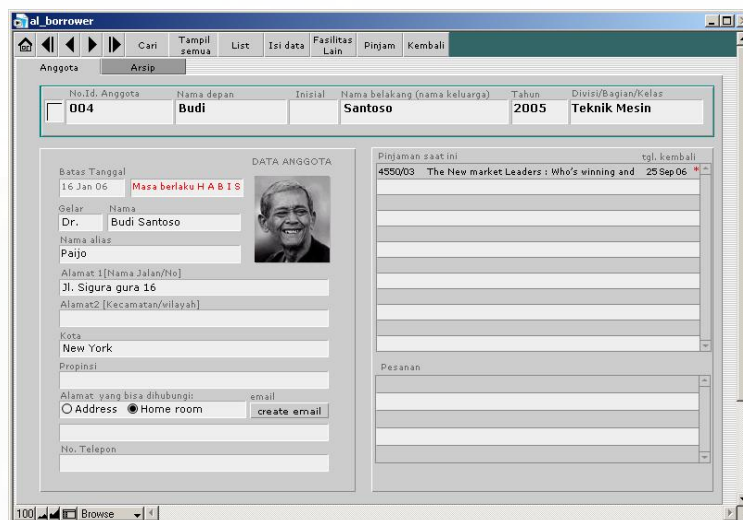 al_borrower
Cari Tampil semua List Isi data Fasilitas Lain Pinjam Kembali
Anggota Arsip
No.Id. Anggota Nama depan Inisial Nama belakang (nama keluarga) Tahun Divisi/Bagian/Kelas
004 Budi Santoso 2005 Teknik Mesin
DATA ANGGOTA
Batas Tanggal
16 Jan 06 Masa berlaku H A B I S
Gelar Nama
Dr. Budi Santoso
Nama alias
Paijo
Alamat 1[Nama Jalan/No]
Jl. Sigura gura 16
Alamat2 [Kecamatan/wilayah]
Kota
New York
Propinsi
Alamat yang bisa dihubungi: email
Address Home room create email
No. Telepon
Pinjaman saat ini tgl. kembali
4550/03 The New market Leaders : Who's winning and 25 Sep 06 *
Pesanan
100 Browse